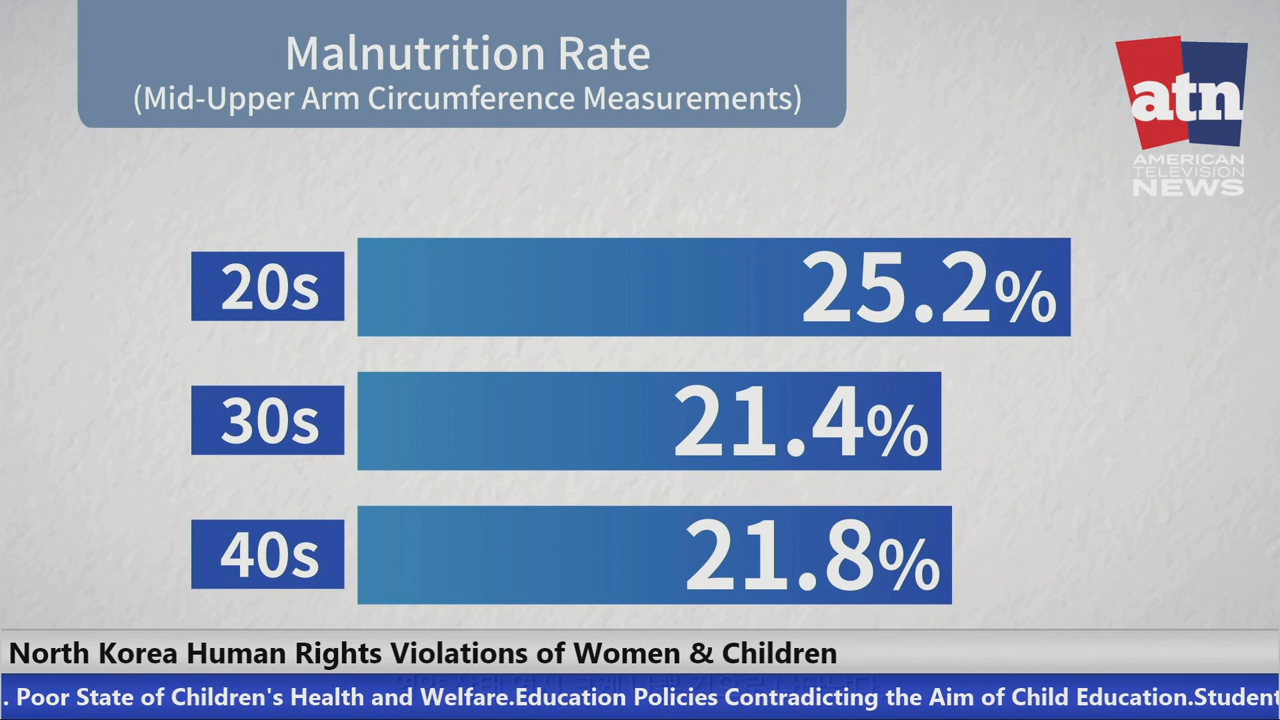 Malnutrition Rate
(Mid-Upper Arm Circumference Measurements)
atn
AMERICAN
TELEVISION
NEWS
20s
25.2%
30s
21.4%
40s
21.8%
North Korea Human Rights Violations of Women & Children
. Poor State of Children's Health and Welfare.Education Policies Contradicting the Aim of Child Education.Student